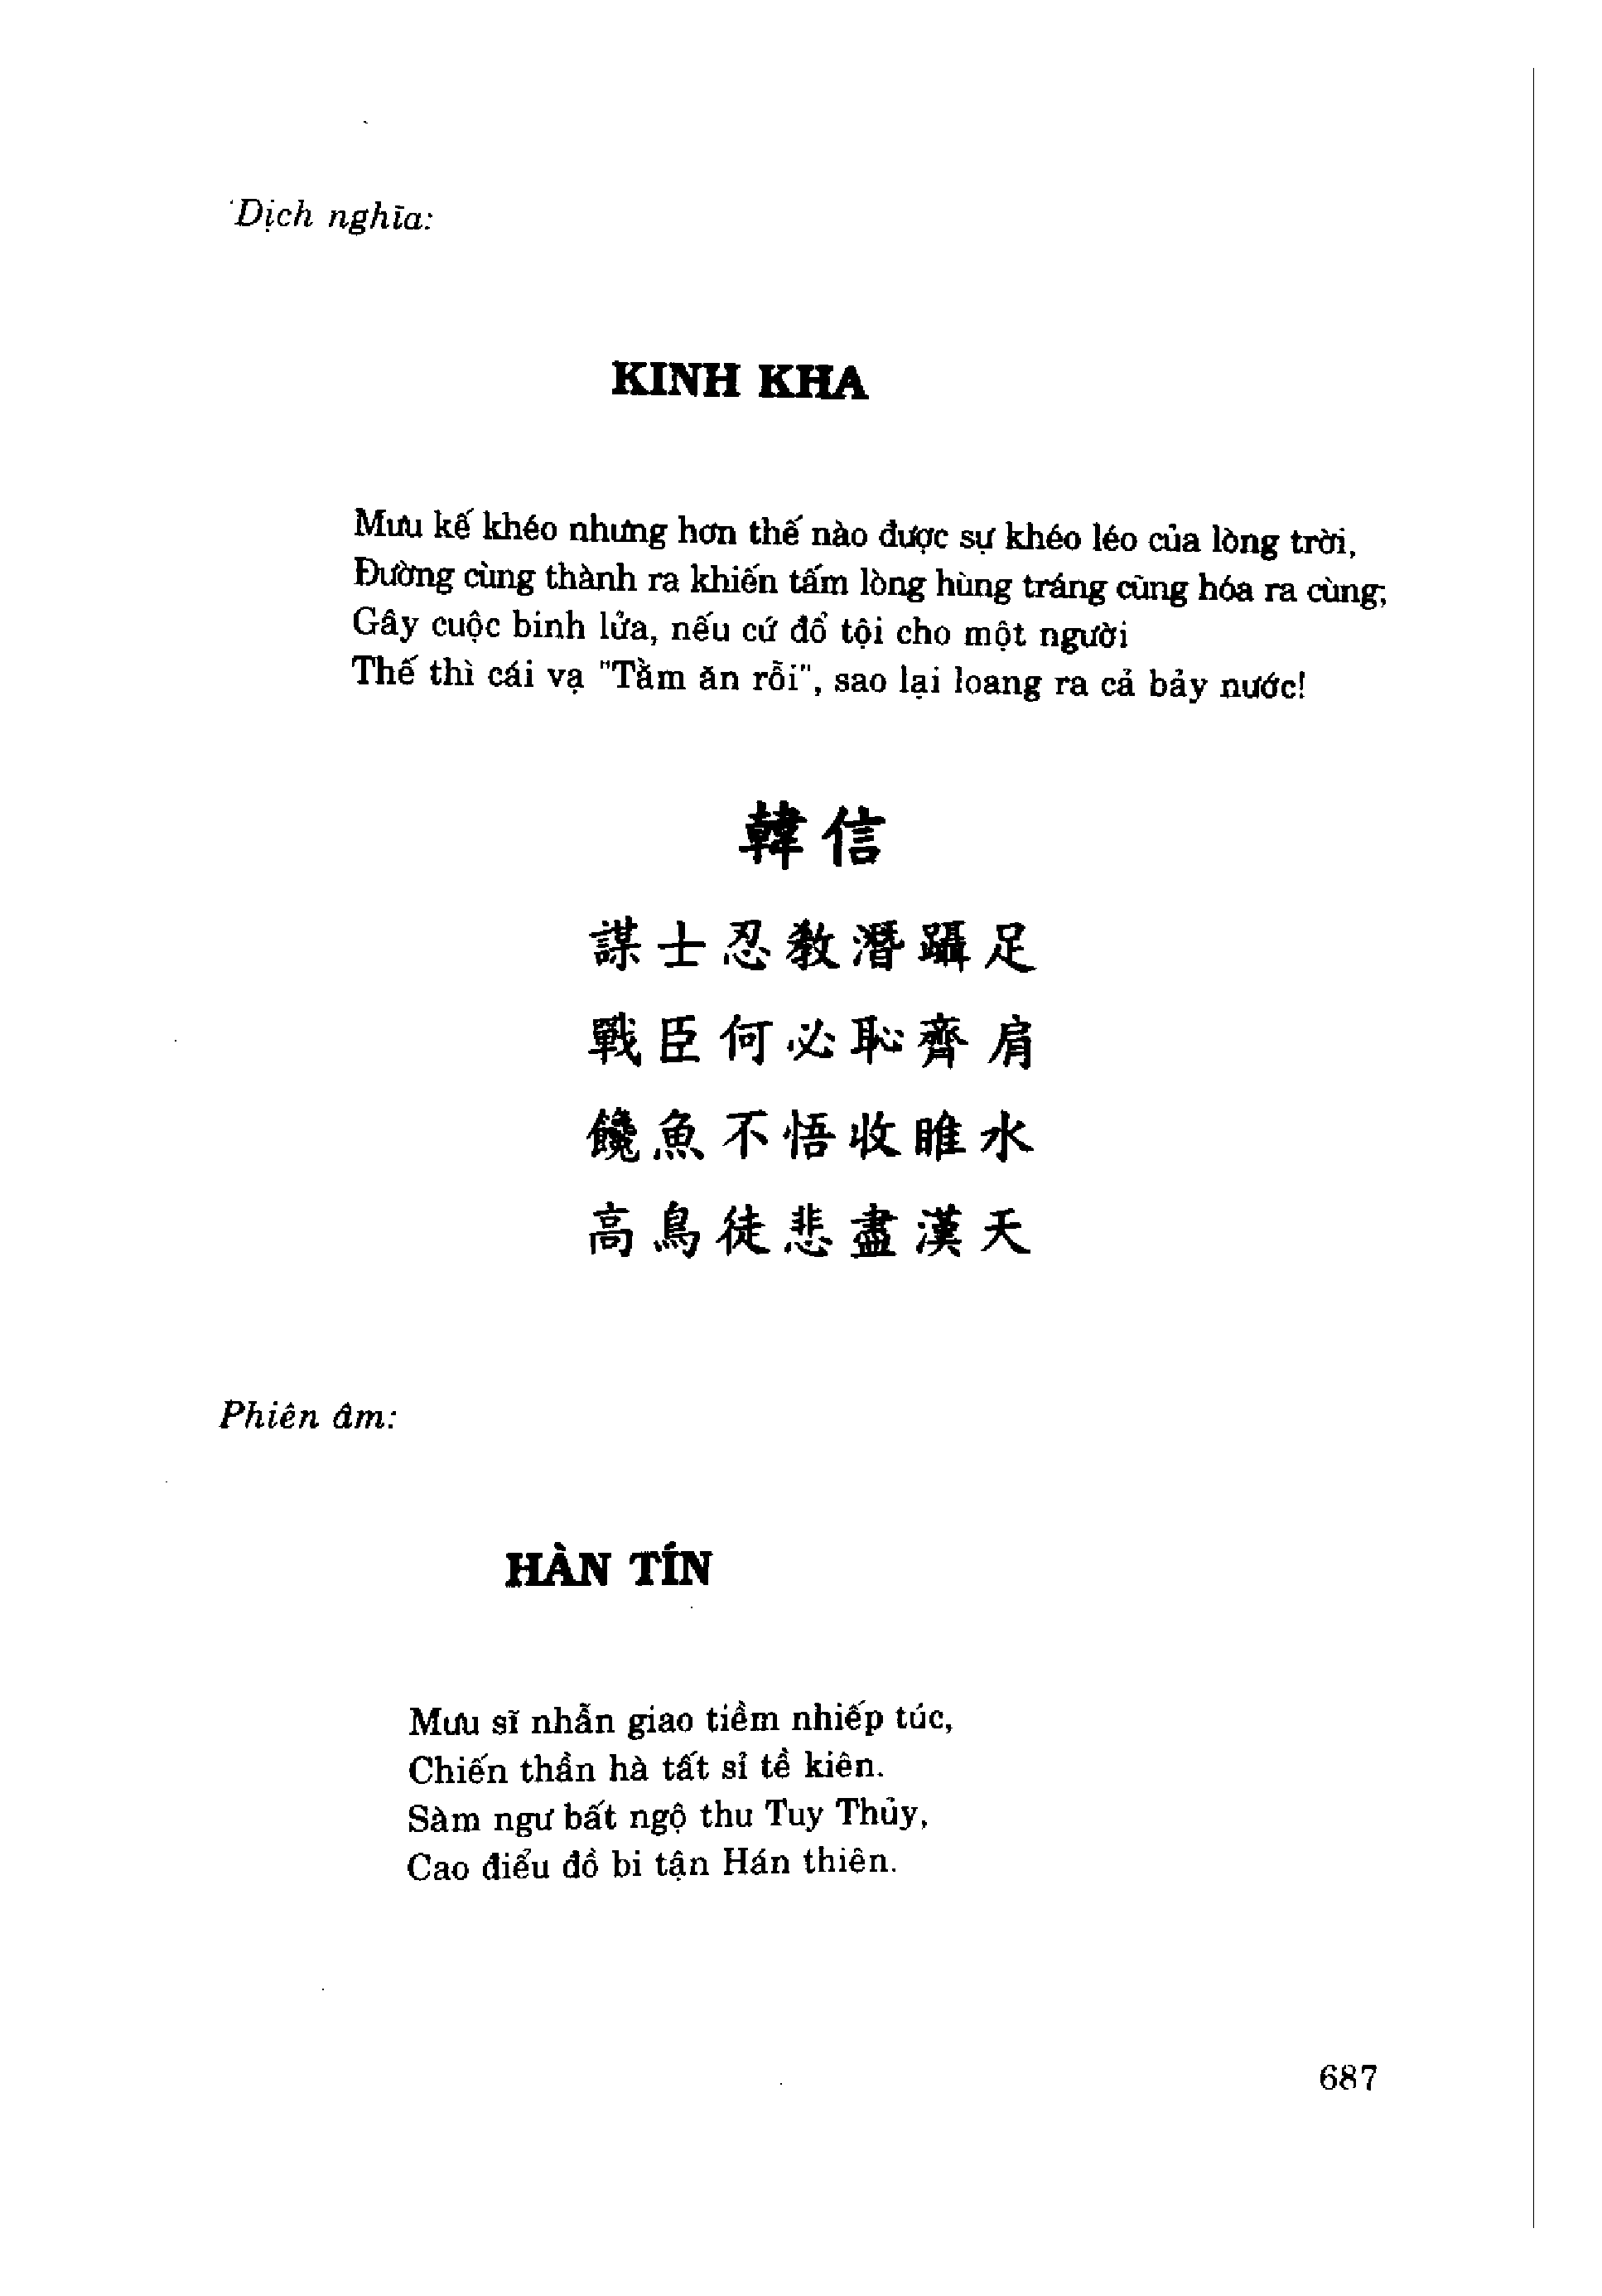 Dịch nghĩa:
KINH KHA
Mưu kế khéo nhưng hơn thế nào được sự khéo léo của lòng trời,
Đường cùng thành ra khiến tấm lòng hùng tráng cũng hóa ra cùng;
Gây cuộc binh lửa, nếu cứ đổ tội cho một người
Thế thì cái vạ "Tằm ăn rỗi", sao lại loang ra cả bảy nước!
韓信
謀士忍教潛躡足
戰臣何必恥齊肩
饞魚不悟收睢水
高鳥徒悲盡漢天
Phiên âm:
HÀN TÍN
Mưu sĩ nhẫn giao tiềm nhiếp túc,
Chiến thần hà tất sỉ tề kiên.
Sàm ngư bất ngộ thu Tuy Thủy,
Cao điểu đồ bi tận Hán thiên.
687